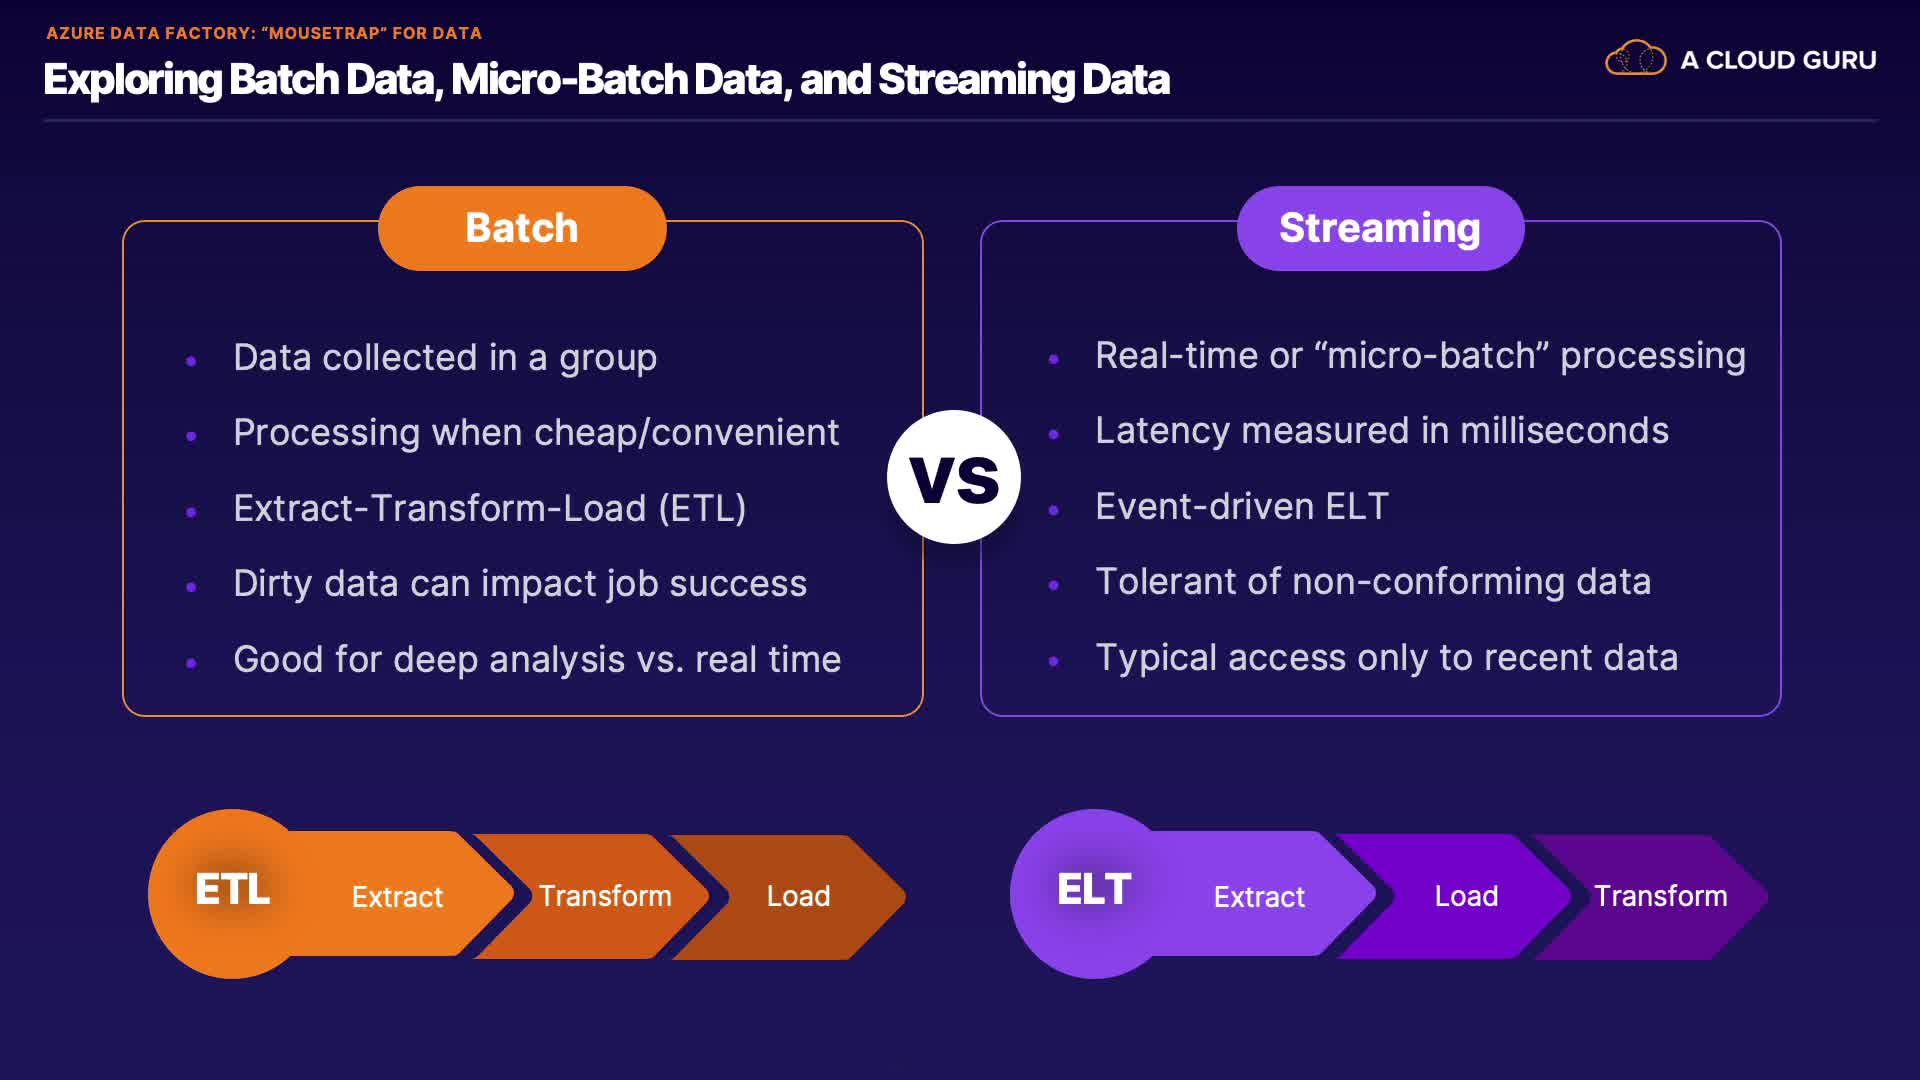 AZURE DATA FACTORY: “MOUSETRAP” FOR DATA
Exploring Batch Data, Micro-Batch Data, and Streaming Data
A CLOUD GURU
Batch
Data collected in a group
Processing when cheap/convenient
Extract-Transform-Load (ETL)
Dirty data can impact job success
Good for deep analysis vs. real time
VS
Streaming
Real-time or “micro-batch” processing
Latency measured in milliseconds
Event-driven ELT
Tolerant of non-conforming data
Typical access only to recent data
ETL
Extract
Transform
Load
ELT
Extract
Load
Transform